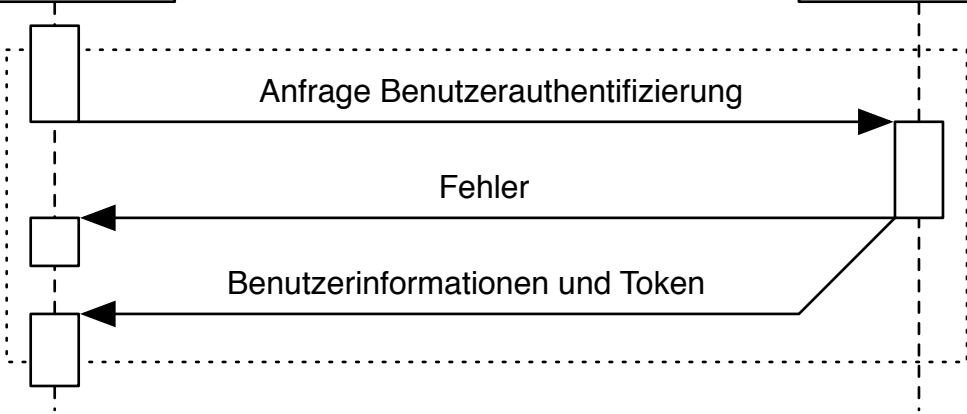 Anfrage Benutzerauthentifizierung
Fehler
Benutzerinformationen und Token